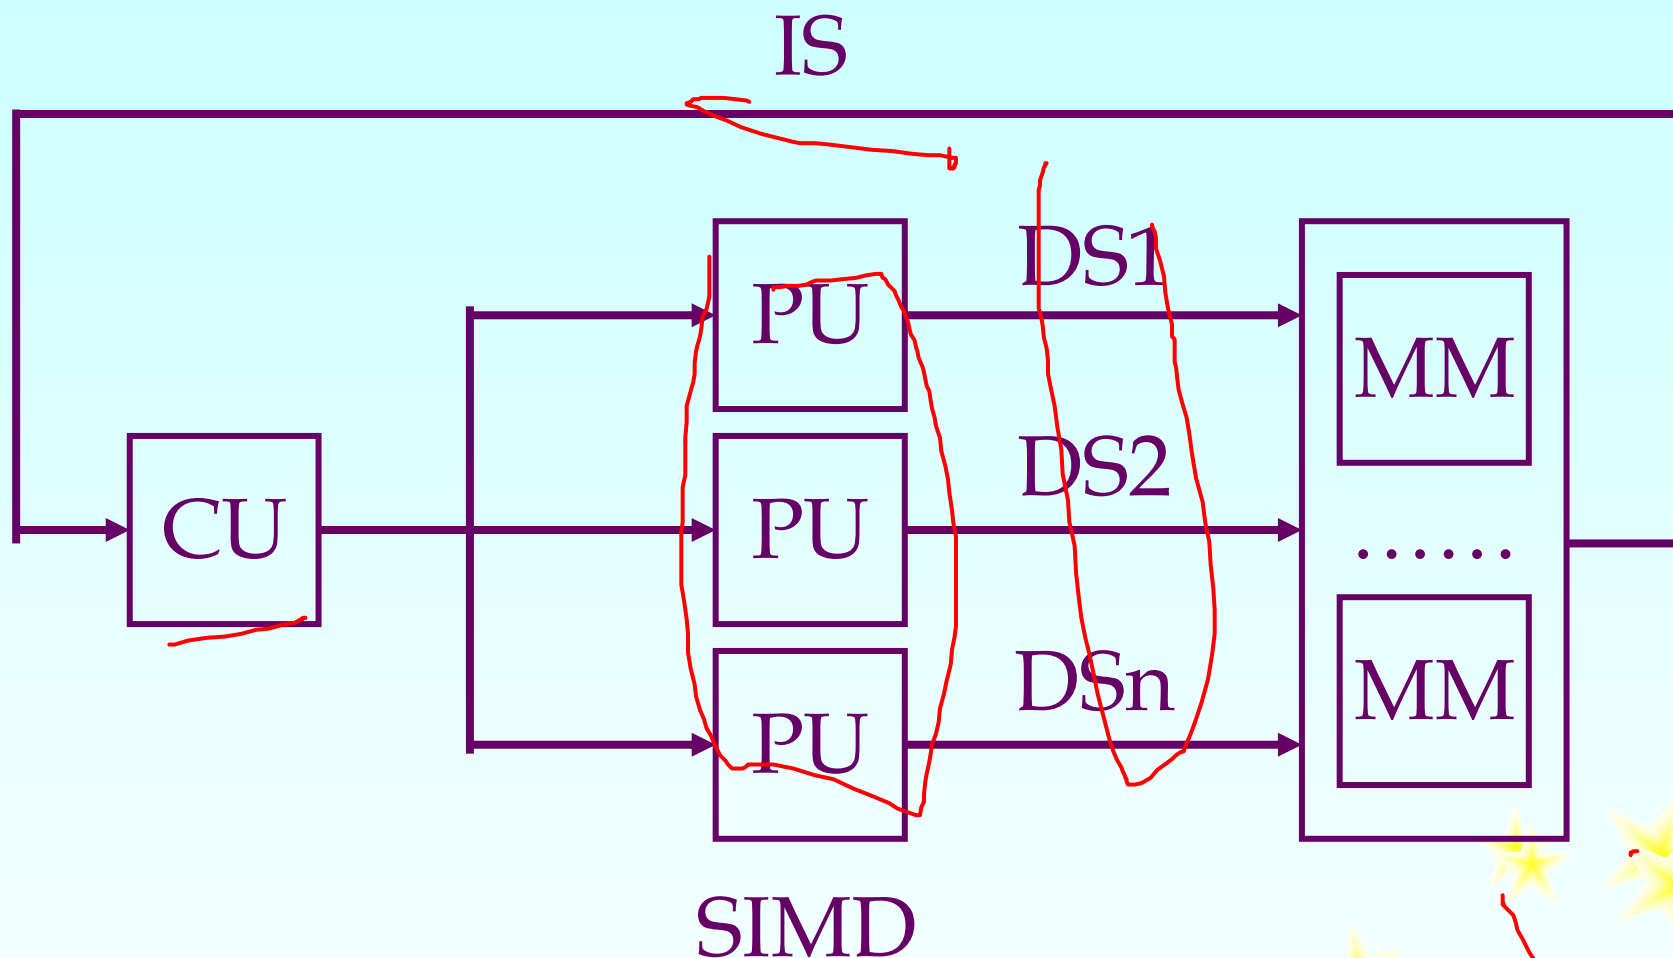 IS
DS1
PU
MM
DS2
CU
PU
......
DSn
MM
PU
SIMD